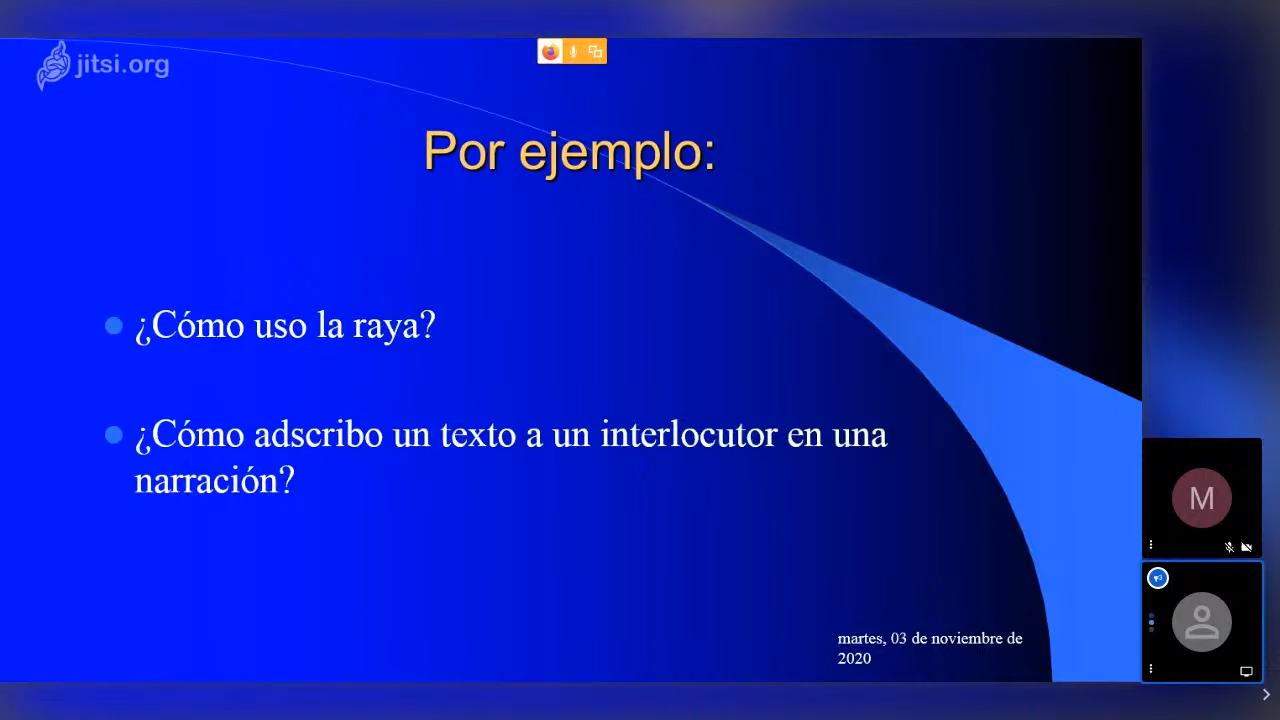 jitsi.org
Por ejemplo:
¿Cómo uso la raya?
¿Cómo adscribo un texto a un interlocutor en una
narración?
martes, 03 de noviembre de
2020
M